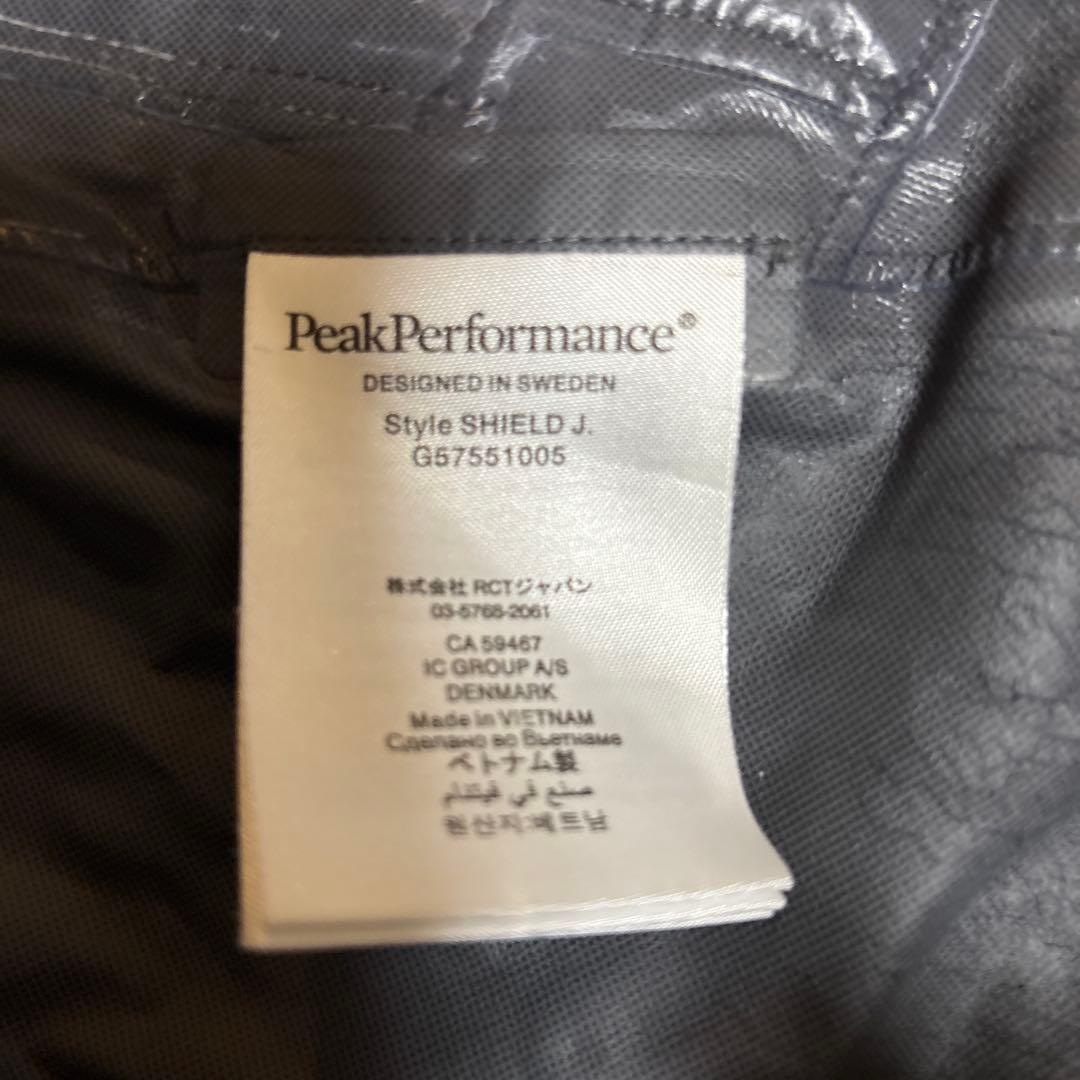 PeakPerformance®
DESIGNED IN SWEDEN
Style SHIELD J.
G57551005
株式会社 RCTジャパン
03-5768-2061
CA 59467
IC GROUP A/S
DENMARK
Made in VIETNAM
Сделано во Вьетнаме
ベトナム製
صنع في فيتنام
원산지:베트남